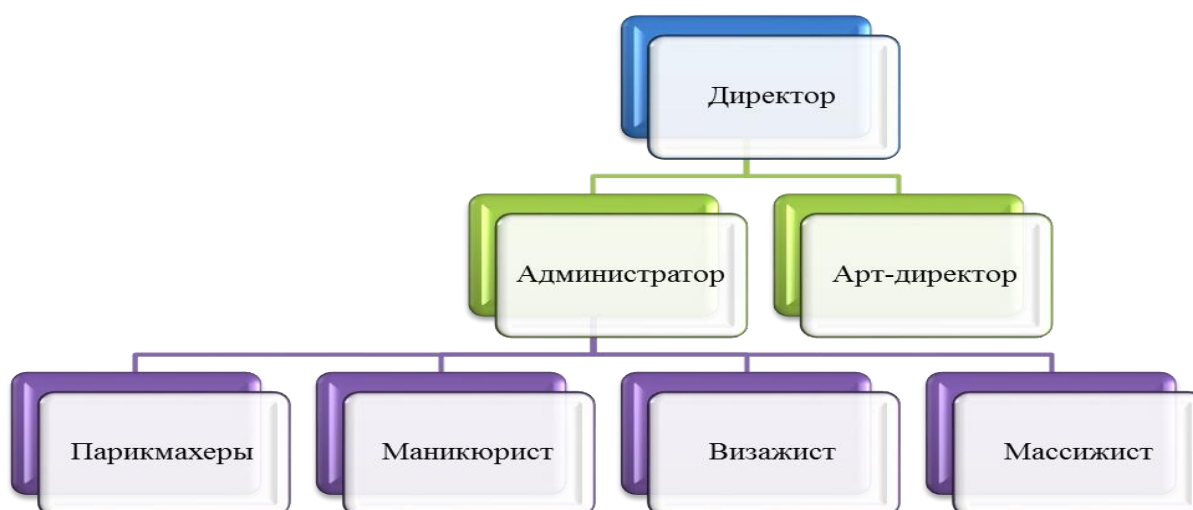 Директор
Администратор
Арт-директор
Парикмахеры
Маникюрист
Визажист
Массижист